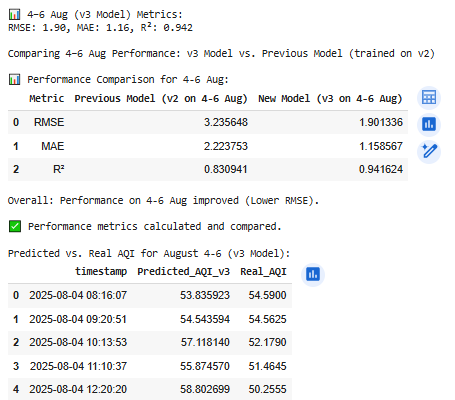 📊 4-6 Aug (v3 Model) Metrics:
RMSE: 1.90, MAE: 1.16, R²: 0.942
Comparing 4-6 Aug Performance: v3 Model vs. Previous Model (trained on v2)
📊 Performance Comparison for 4-6 Aug:
Metric Previous Model (v2 on 4-6 Aug) New Model (v3 on 4-6 Aug)
0 RMSE 3.235648 1.901336
1 MAE 2.223753 1.158567
2 R² 0.830941 0.941624
Overall: Performance on 4-6 Aug improved (Lower RMSE).
✅ Performance metrics calculated and compared.
Predicted vs. Real AQI for August 4-6 (v3 Model):
timestamp Predicted_AQI_v3 Real_AQI
0 2025-08-04 08:16:07 53.835923 54.5900
1 2025-08-04 09:20:51 54.543594 54.5625
2 2025-08-04 10:13:53 57.118140 52.1790
3 2025-08-04 11:10:37 55.874570 51.4645
4 2025-08-04 12:20:20 58.802699 50.2555